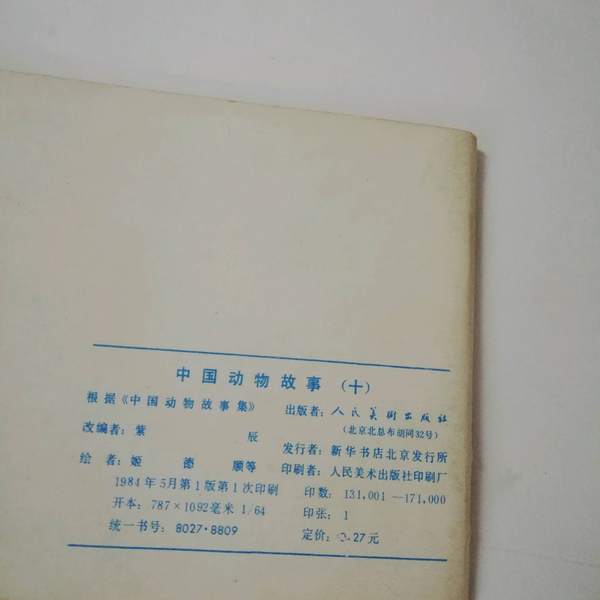 中国动物故事(十)
根据《中国动物故事集》
改编者：紫 辰
绘者：姬德顺等
1984年5月第1版第1次印刷
开本：787×1092毫米 1/64
统一书号：8027·8809
出版者：人民美術出版社
(北京北总布胡同32号)
发行者：新华书店北京发行所
印刷者：人民美术出版社印刷厂
印数：131,001—171,000
印张：1
定价：0.27元